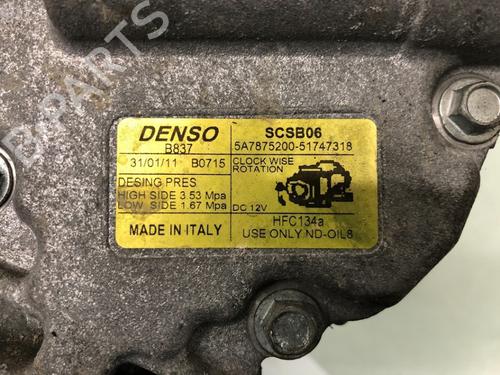 B-PARTS
DENSO
B837
31/01/11 B0715
DESING PRES
HIGH SIDE 3.53 Mpa
LOW SIDE 1.67 Mpa
MADE IN ITALY
SCSB06
5A7875200-51747318
CLOCK WISE
ROTATION
DC 12V
HFC134a
USE ONLY ND-OIL8